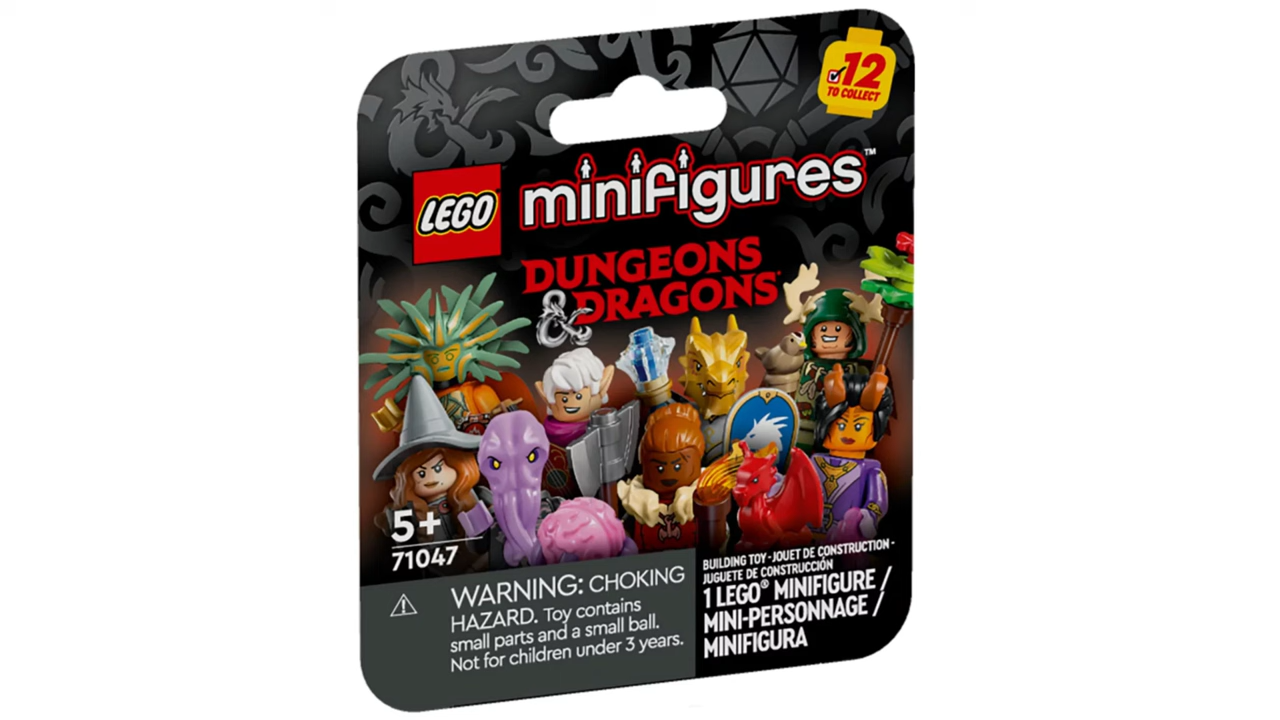 12
TO COLLECT
LEGO
minifigures™
DUNGEONS
& DRAGONS®
5+
71047
WARNING: CHOKING
HAZARD. Toy contains
small parts and a small ball.
Not for children under 3 years.
BUILDING TOY - JOUET DE CONSTRUCTION -
JUGUETE DE CONSTRUCCIÓN
1 LEGO® MINIFIGURE /
MINI-PERSONNAGE /
MINIFIGURA